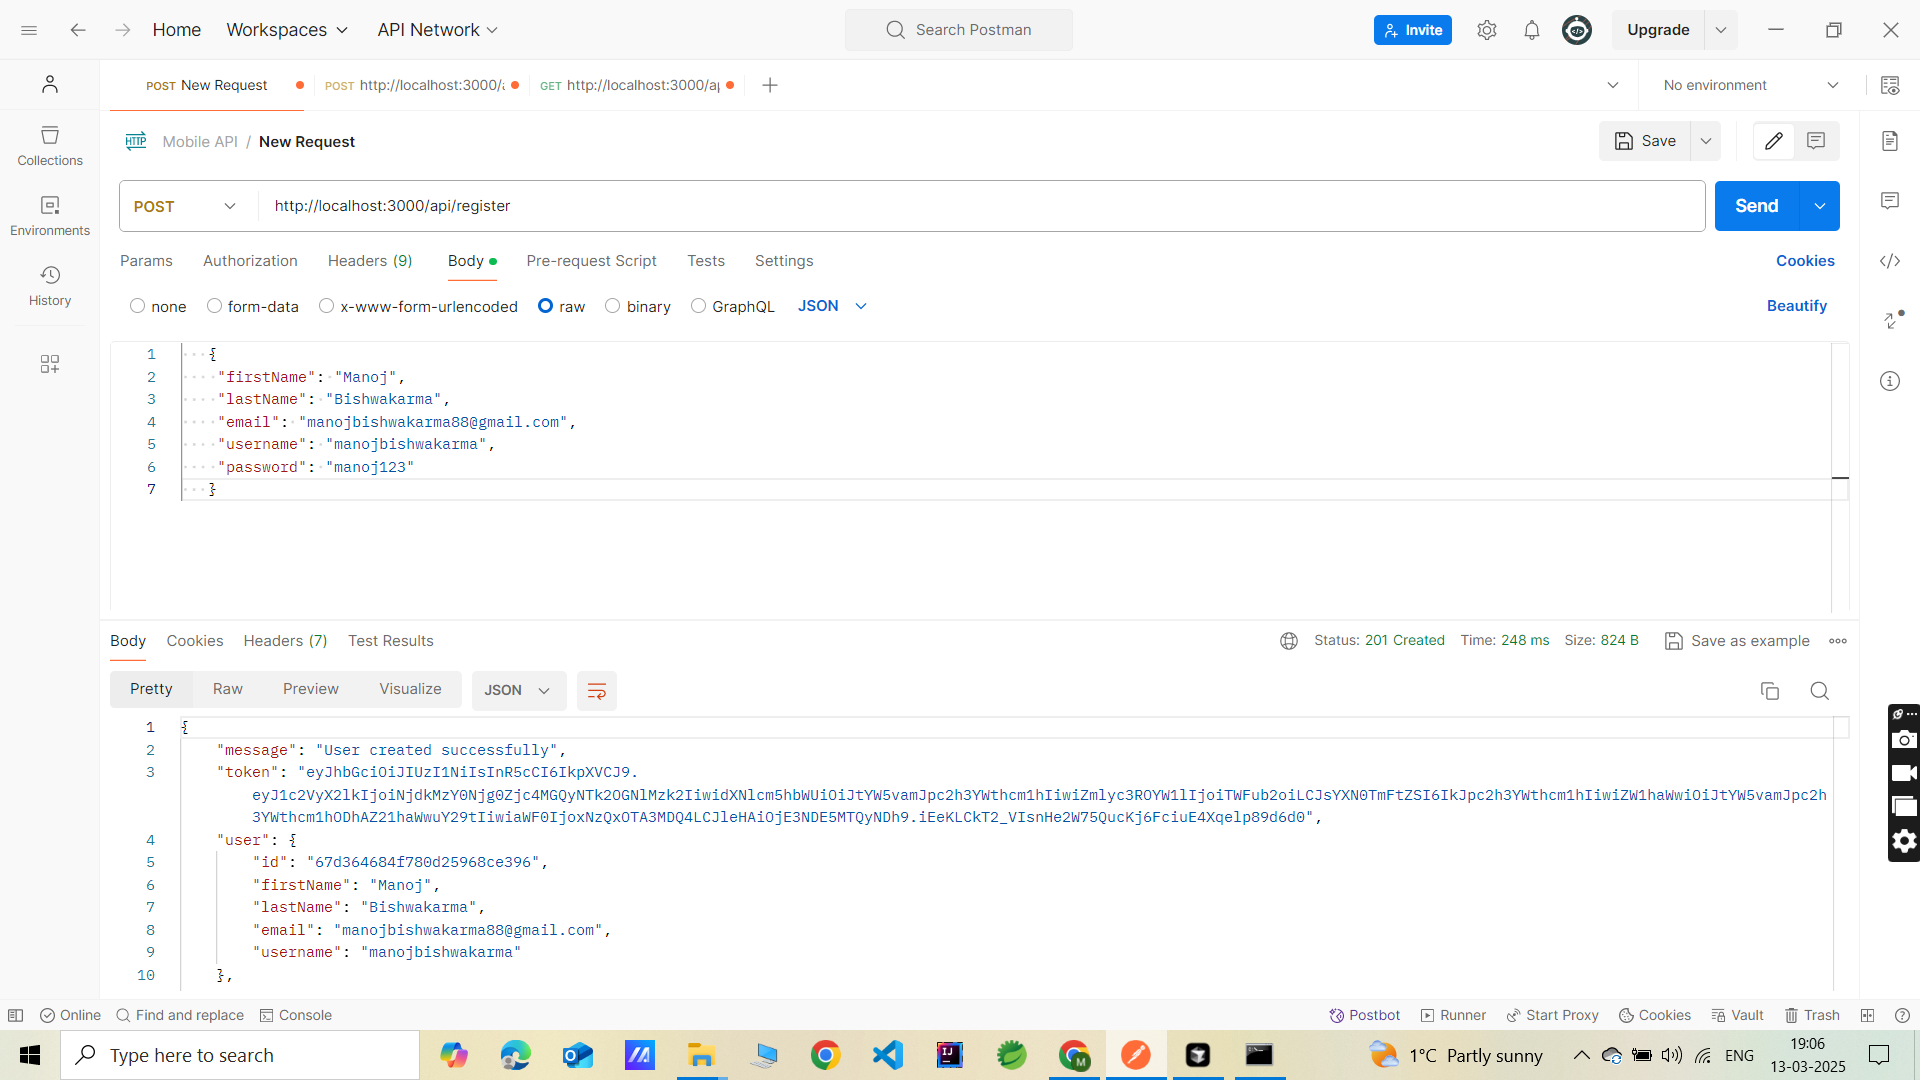 Home Workspaces API Network Search Postman Invite Upgrade
POST New Request POST http://localhost:3000/ GET http://localhost:3000/ap No environment
HTTP Mobile API / New Request Save
POST http://localhost:3000/api/register Send
Collections
Environments
History
Params Authorization Headers (9) Body Pre-request Script Tests Settings Cookies
none form-data x-www-form-urlencoded raw binary GraphQL JSON Beautify
1 {
2 "firstName": "Manoj",
3 "lastName": "Bishwakarma",
4 "email": "manojbishwakarma88@gmail.com",
5 "username": "manojbishwakarma",
6 "password": "manoj123"
7 }
Body Cookies Headers (7) Test Results Status: 201 Created Time: 248 ms Size: 824 B Save as example
Pretty Raw Preview Visualize JSON
1 {
2 "message": "User created successfully",
3 "token": "eyJhbGciOiJIUzI1NiIsInR5cCI6IkpXVCJ9.
eyJ1c2VyX2lkIjoiNjdkMzY0Njg0Zjc4MGQyNTk2OGNlMzk2IiwidXNlcm5hbWUiOiJtYW5vamJpc2h3YWthcm1hIiwiZmlyc3ROYW1lIjoiTWFub2oiLCJsYXN0TmFtZSI6IkJpc2h3YWthcm1hIiwiZW1haWwiOiJtYW5vamJpc2h
3YWthcm1hODhAZ21haWwuY29tIiwiaWF0IjoxNzQxOTA3MDQ4LCJleHAiOjE3NDE5MTQyNDh9.iEeKLCkT2_VIsnHe2W75QucKj6FciuE4Xqelp89d6d0",
4 "user": {
5 "id": "67d364684f780d25968ce396",
6 "firstName": "Manoj",
7 "lastName": "Bishwakarma",
8 "email": "manojbishwakarma88@gmail.com",
9 "username": "manojbishwakarma"
10 },
Online Find and replace Console Postbot Runner Start Proxy Cookies Vault Trash
Type here to search 1°C Partly sunny ENG 19:06
13-03-2025